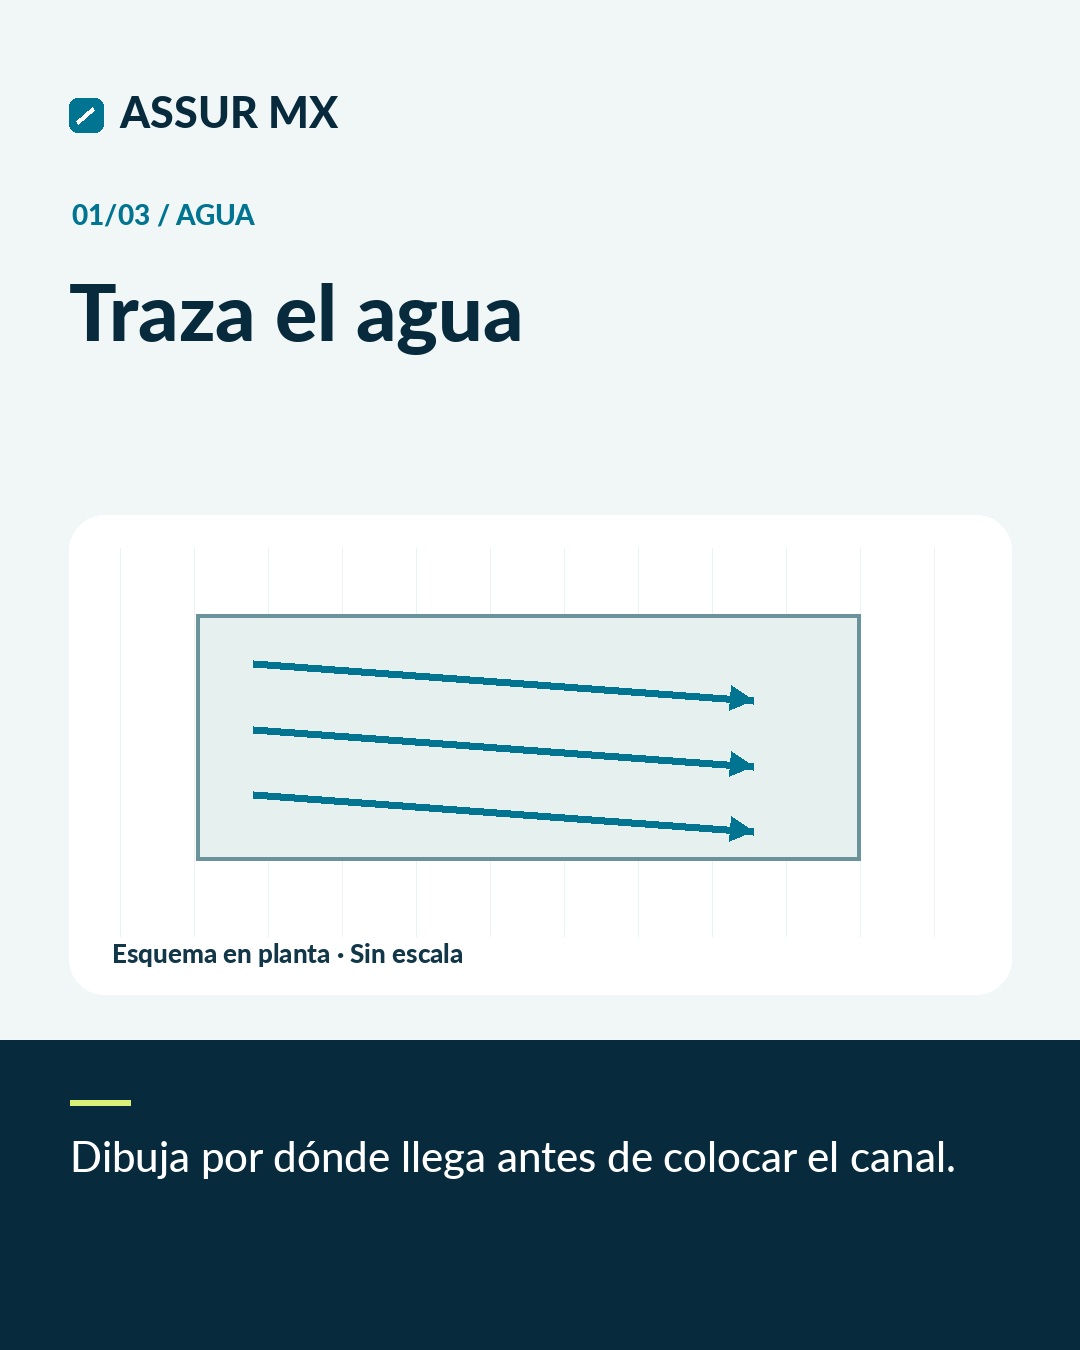 ASSUR MX
01/03 / AGUA
Traza el agua
Esquema en planta · Sin escala
Dibuja por dónde llega antes de colocar el canal.